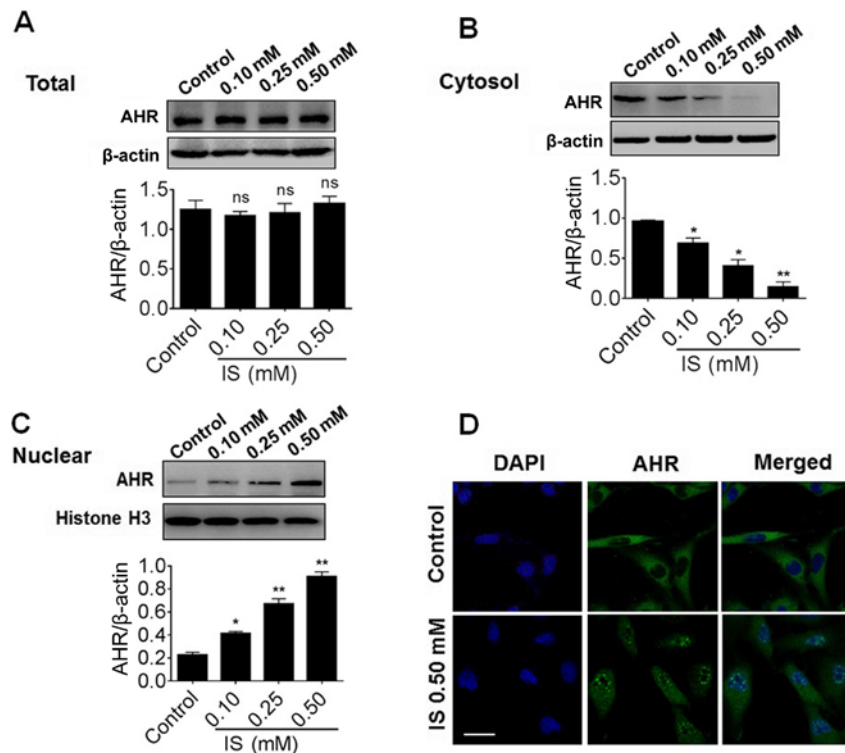 A
Total
Control 0.10 mM 0.25 mM 0.50 mM
AHR
β-actin
AHR/β-actin
1.5
1.0
0.5
0.0
ns ns ns
Control 0.10 0.25 0.50
IS (mM)
B
Cytosol
Control 0.10 mM 0.25 mM 0.50 mM
AHR
β-actin
AHR/β-actin
1.5
1.0
0.5
0.0
* * **
Control 0.10 0.25 0.50
IS (mM)
C
Nuclear
Control 0.10 mM 0.25 mM 0.50 mM
AHR
Histone H3
AHR/β-actin
1.0
0.8
0.6
0.4
0.2
0.0
* ** **
Control 0.10 0.25 0.50
IS (mM)
D
DAPI AHR Merged
Control
IS 0.50 mM